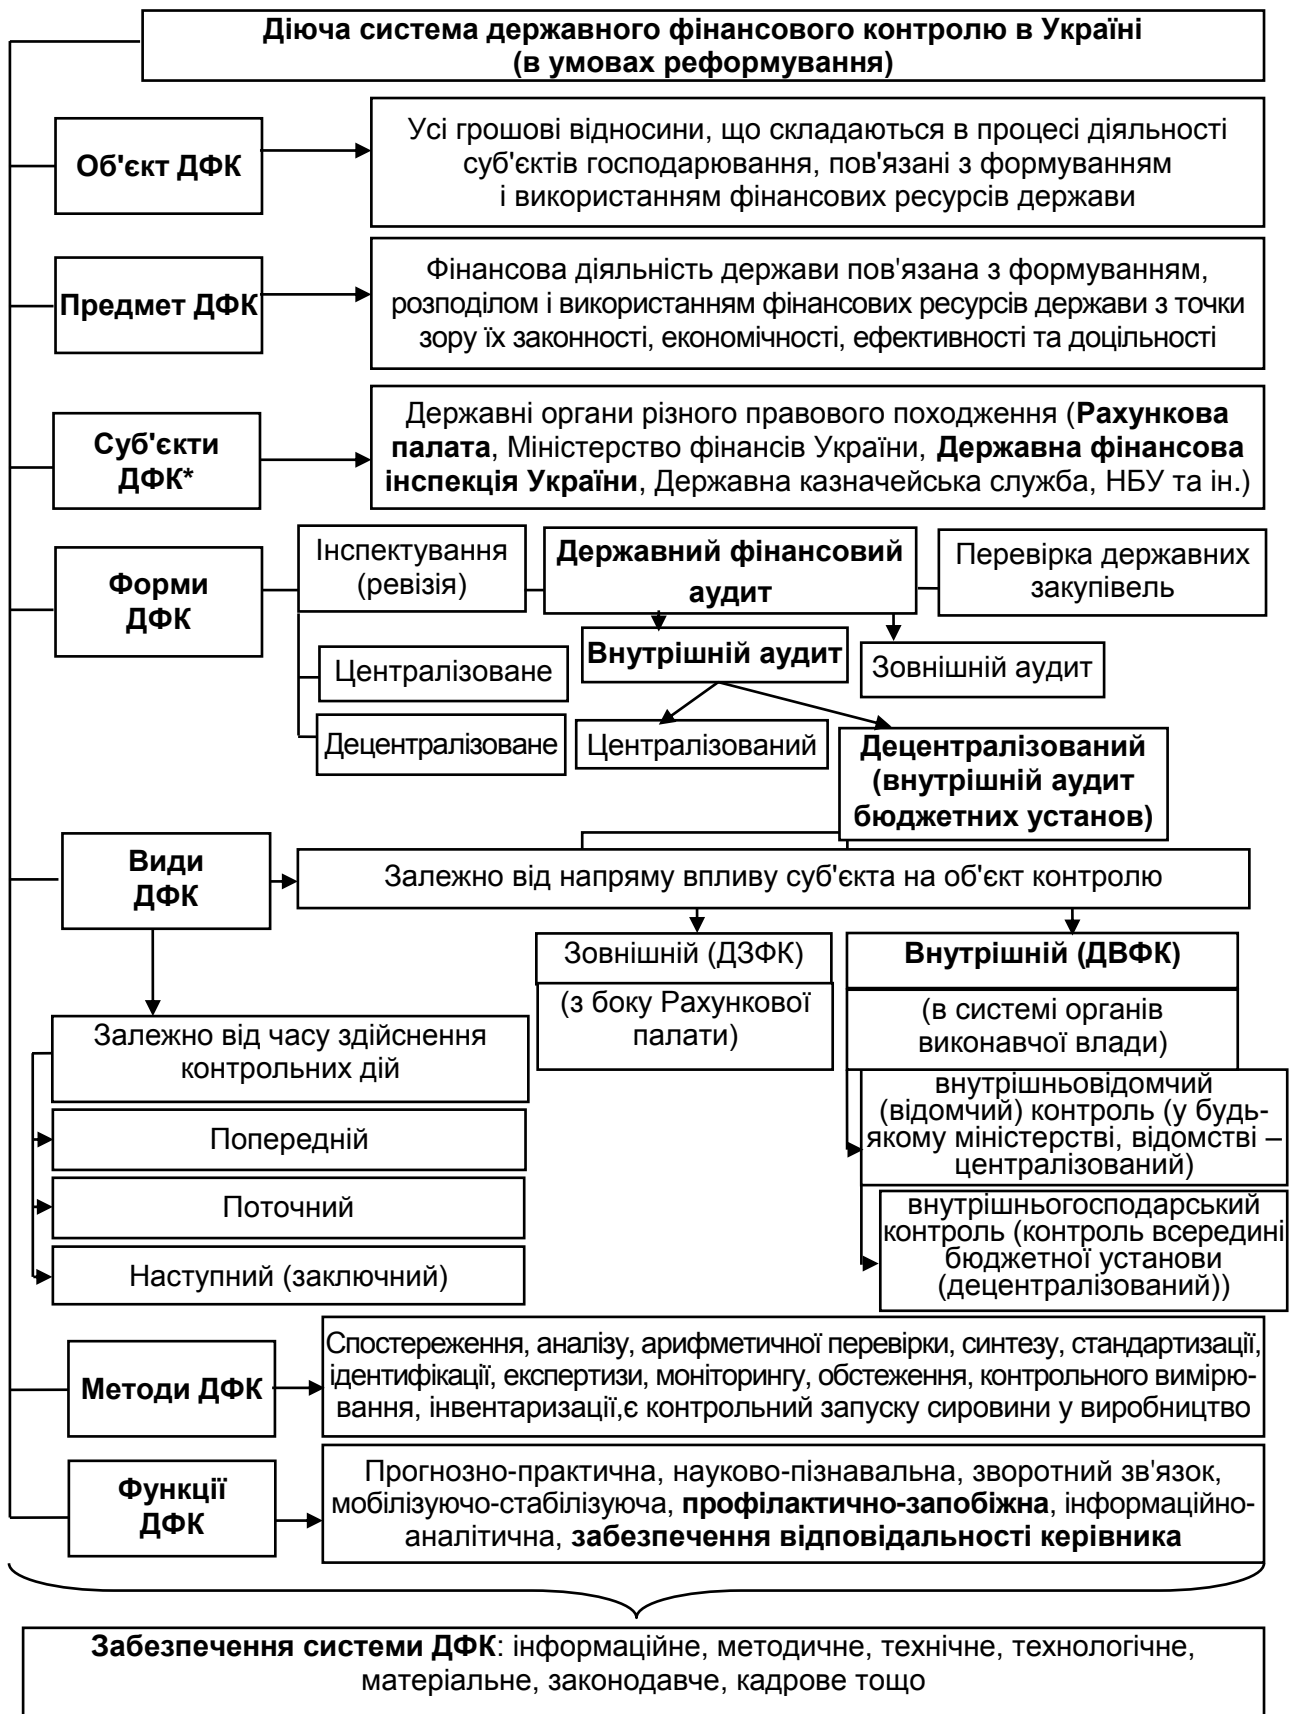 Діюча система державного фінансового контролю в Україні
(в умовах реформування)
Об'єкт ДФК
Усі грошові відносини, що складаються в процесі діяльності
суб'єктів господарювання, пов'язані з формуванням
і використанням фінансових ресурсів держави
Предмет ДФК
Фінансова діяльність держави пов'язана з формуванням,
розподілом і використанням фінансових ресурсів держави з точки
зору їх законності, економічності, ефективності та доцільності
Суб'єкти
ДФК*
Державні органи різного правового походження (Рахункова
палата, Міністерство фінансів України, Державна фінансова
інспекція України, Державна казначейська служба, НБУ та ін.)
Форми
ДФК
Інспектування
(ревізія)
Державний фінансовий
аудит
Перевірка державних
закупівель
Централізоване
Децентралізоване
Внутрішній аудит
Зовнішній аудит
Централізований
Децентралізований
(внутрішній аудит
бюджетних установ)
Види
ДФК
Залежно від напряму впливу суб'єкта на об'єкт контролю
Зовнішній (ДЗФК)
(з боку Рахункової
палати)
Внутрішній (ДВФК)
(в системі органів
виконавчої влади)
внутрішньовідомчий
(відомчий) контроль (у будь-
якому міністерстві, відомстві –
централізований)
внутрішньогосподарський
контроль (контроль всередині
бюджетної установи
(децентралізований))
Залежно від часу здійснення
контрольних дій
Попередній
Поточний
Наступний (заключний)
Методи ДФК
Спостереження, аналізу, арифметичної перевірки, синтезу, стандартизації,
ідентифікації, експертизи, моніторингу, обстеження, контрольного вимірю-
вання, інвентаризації,є контрольний запуску сировини у виробництво
Функції
ДФК
Прогнозно-практична, науково-пізнавальна, зворотний зв'язок,
мобілізуючо-стабілізуюча, профілактично-запобіжна, інформаційно-
аналітична, забезпечення відповідальності керівника
Забезпечення системи ДФК: інформаційне, методичне, технічне, технологічне,
матеріальне, законодавче, кадрове тощо